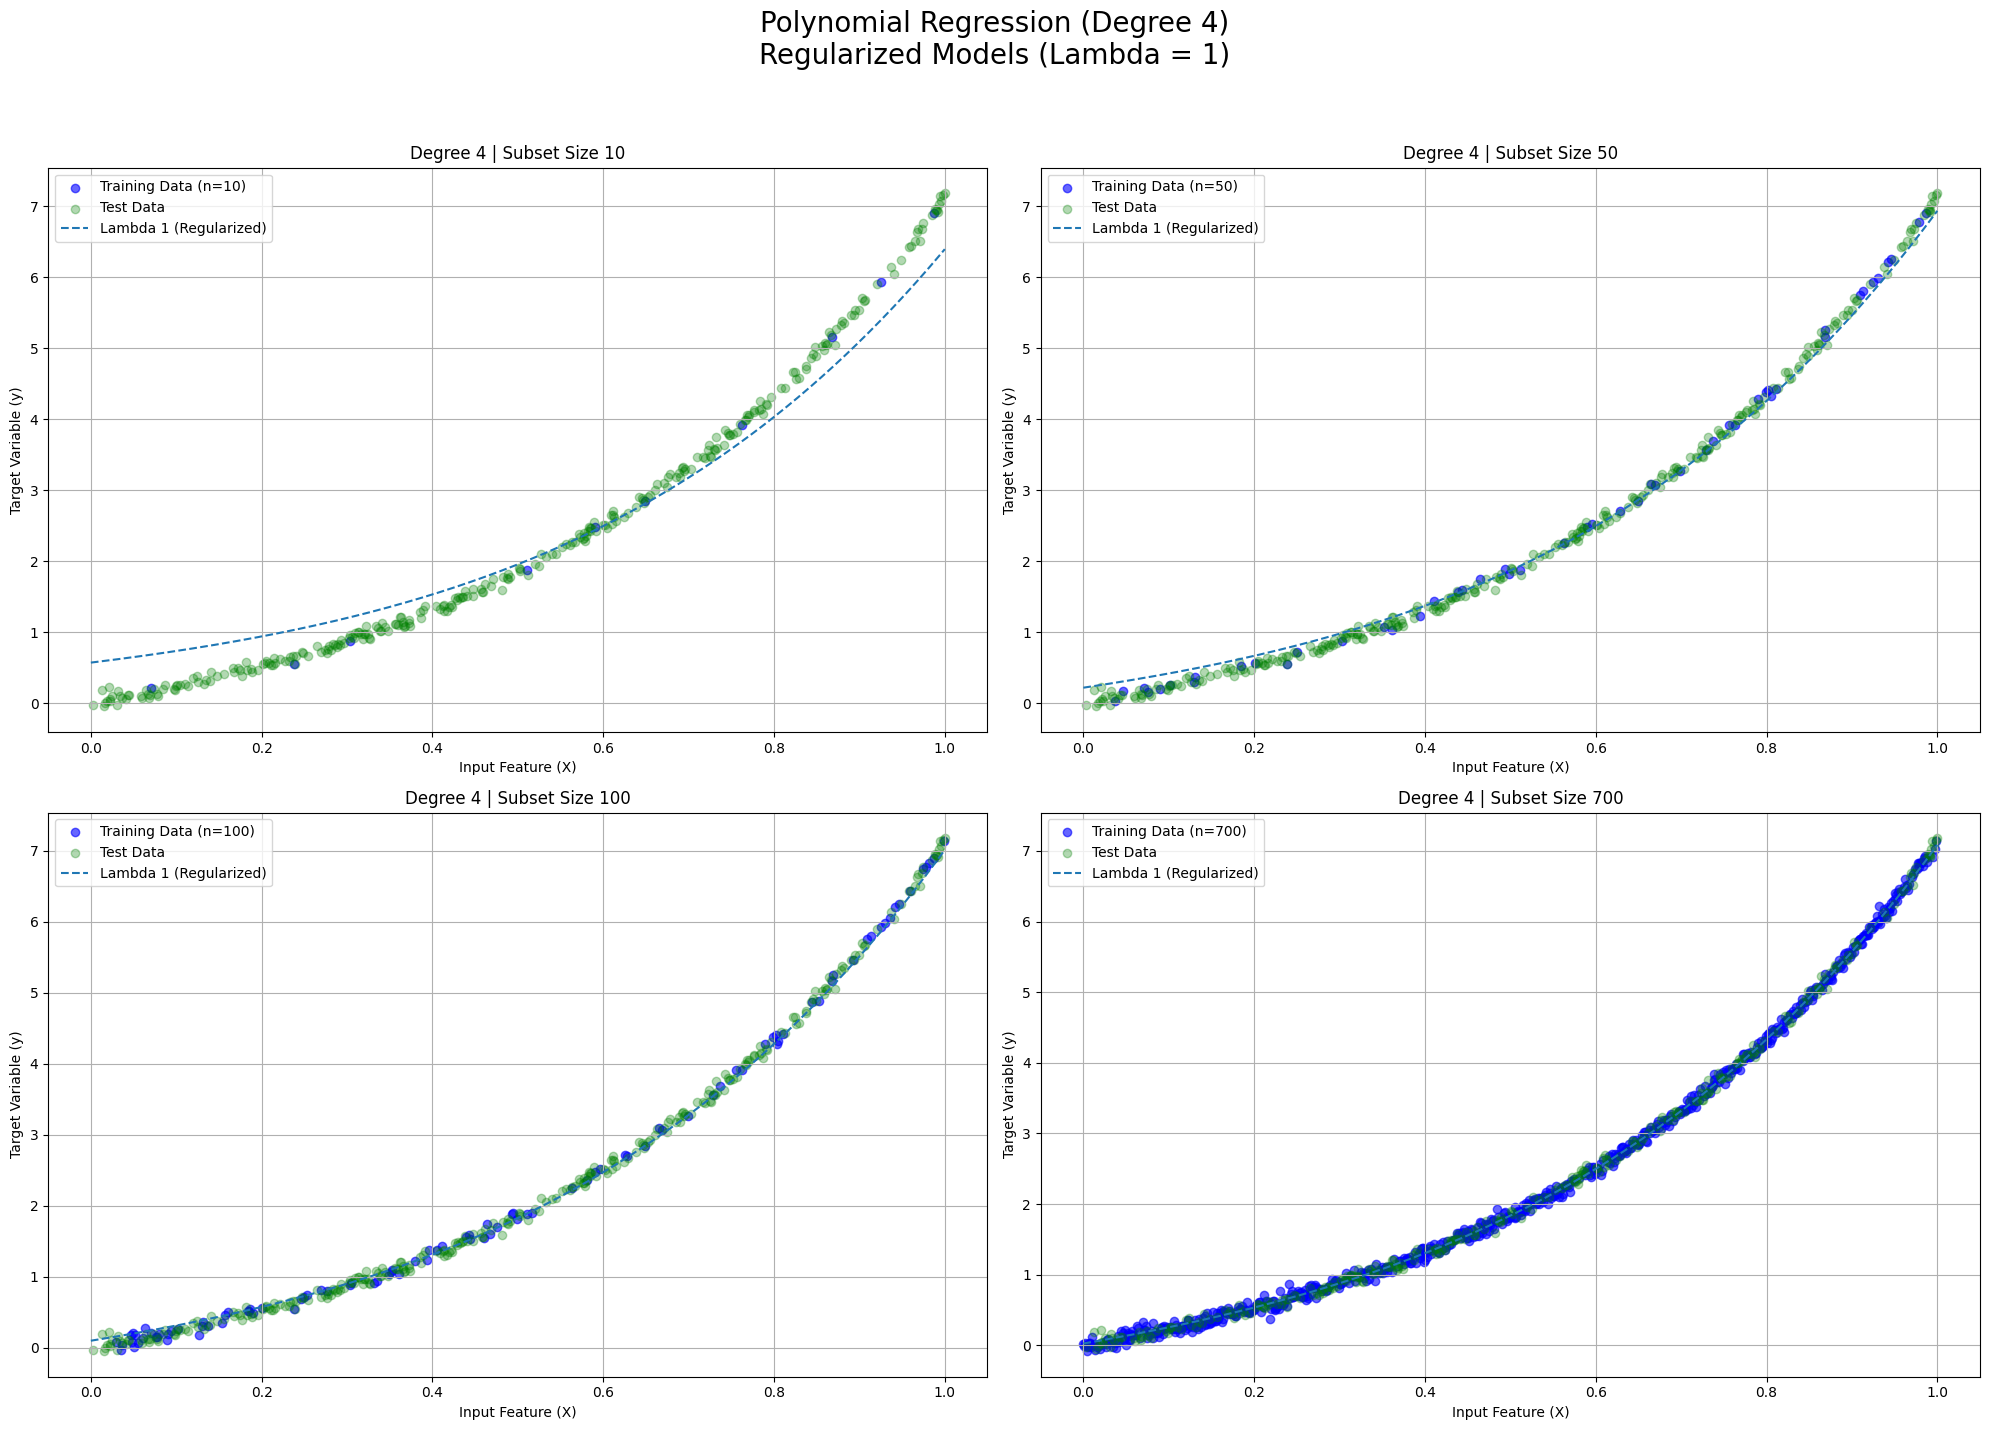 Polynomial Regression (Degree 4)
Regularized Models (Lambda = 1)
Degree 4 | Subset Size 10
Training Data (n=10)
Test Data
Lambda 1 (Regularized)
7
6
5
4
3
2
1
0
Target Variable (y)
0.0 0.2 0.4 0.6 0.8 1.0
Input Feature (X)
Degree 4 | Subset Size 50
Training Data (n=50)
Test Data
Lambda 1 (Regularized)
7
6
5
4
3
2
1
0
Target Variable (y)
0.0 0.2 0.4 0.6 0.8 1.0
Input Feature (X)
Degree 4 | Subset Size 100
Training Data (n=100)
Test Data
Lambda 1 (Regularized)
7
6
5
4
3
2
1
0
Target Variable (y)
0.0 0.2 0.4 0.6 0.8 1.0
Input Feature (X)
Degree 4 | Subset Size 700
Training Data (n=700)
Test Data
Lambda 1 (Regularized)
7
6
5
4
3
2
1
0
Target Variable (y)
0.0 0.2 0.4 0.6 0.8 1.0
Input Feature (X)